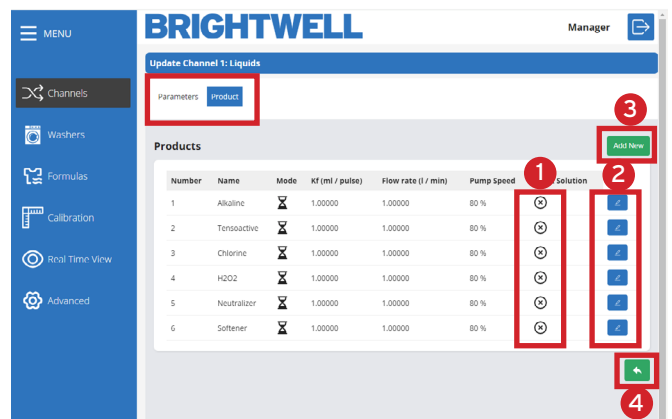 MENU
BRIGHTWELL
Manager
Update Channel 1: Liquids
Channels
Parameters Product
3
Washers
Products
Add New
1
2
Formulas
Number Name Mode Kf (ml / pulse) Flow rate (l / min) Pump Speed Solution
1 Alkaline 1.00000 1.00000 80 %
Calibration
2 Tensoactive 1.00000 1.00000 80 %
3 Chlorine 1.00000 1.00000 80 %
Real Time View
4 H2O2 1.00000 1.00000 80 %
Advanced
5 Neutralizer 1.00000 1.00000 80 %
6 Softener 1.00000 1.00000 80 %
4